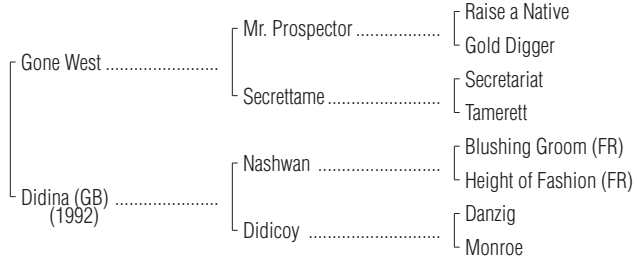 Raise a Native
Mr. Prospector ..................
Gold Digger
Gone West ........................
Secretariat
Secrettame ........................
Tamerett
Blushing Groom (FR)
Nashwan ..........................
Height of Fashion (FR)
Didina (GB) ......................
(1992)
Danzig
Didicoy ............................
Monroe